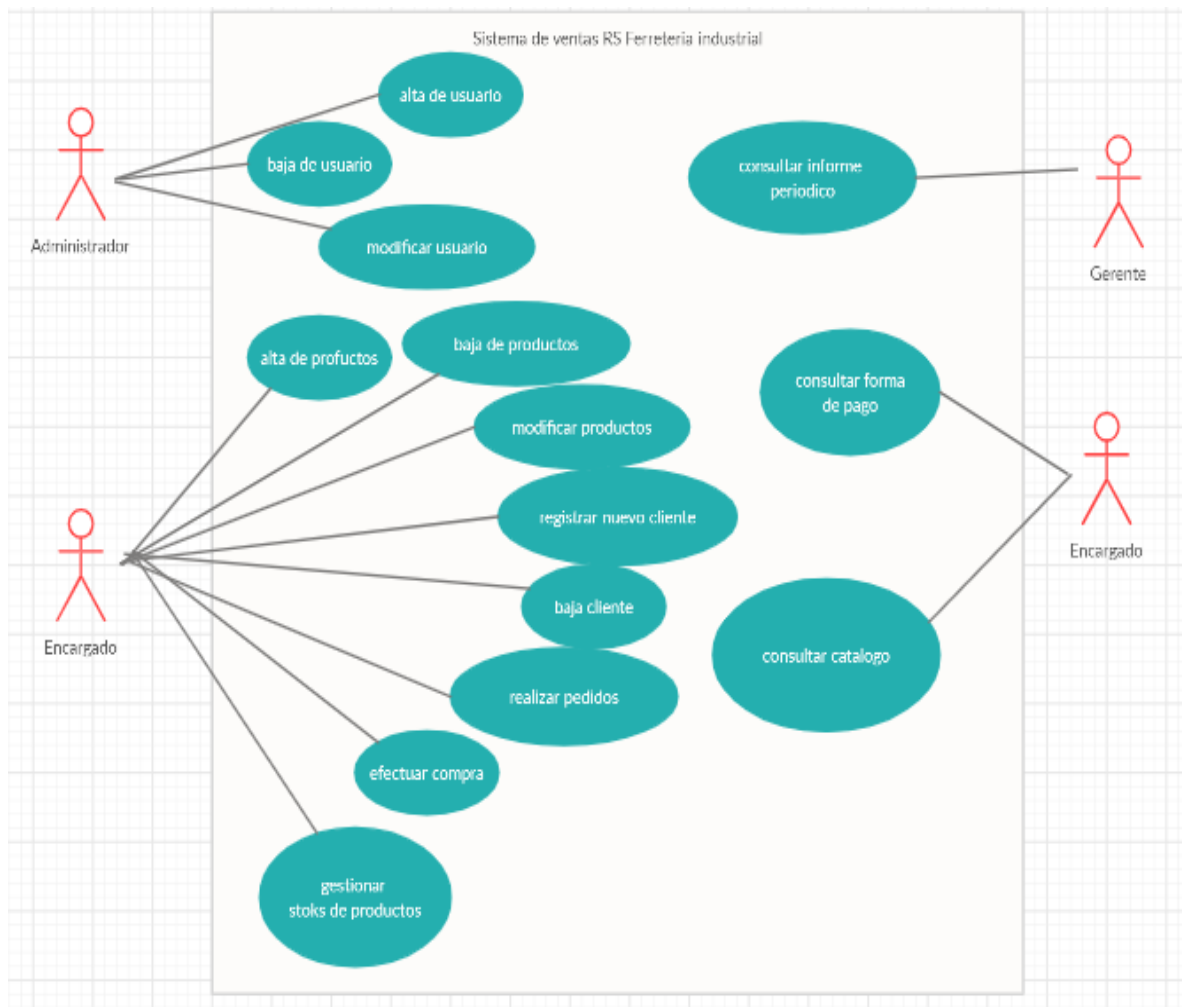 Sistema de ventas RS Ferreteria industrial
alta de usuario
baja de usuario
modificar usuario
Administrador
consultar informe
periodico
Gerente
alta de profuctos
baja de productos
modificar productos
registrar nuevo cliente
baja cliente
realizar pedidos
efectuar compra
gestionar
stoks de productos
Encargado
consultar forma
de pago
consultar catalogo
Encargado